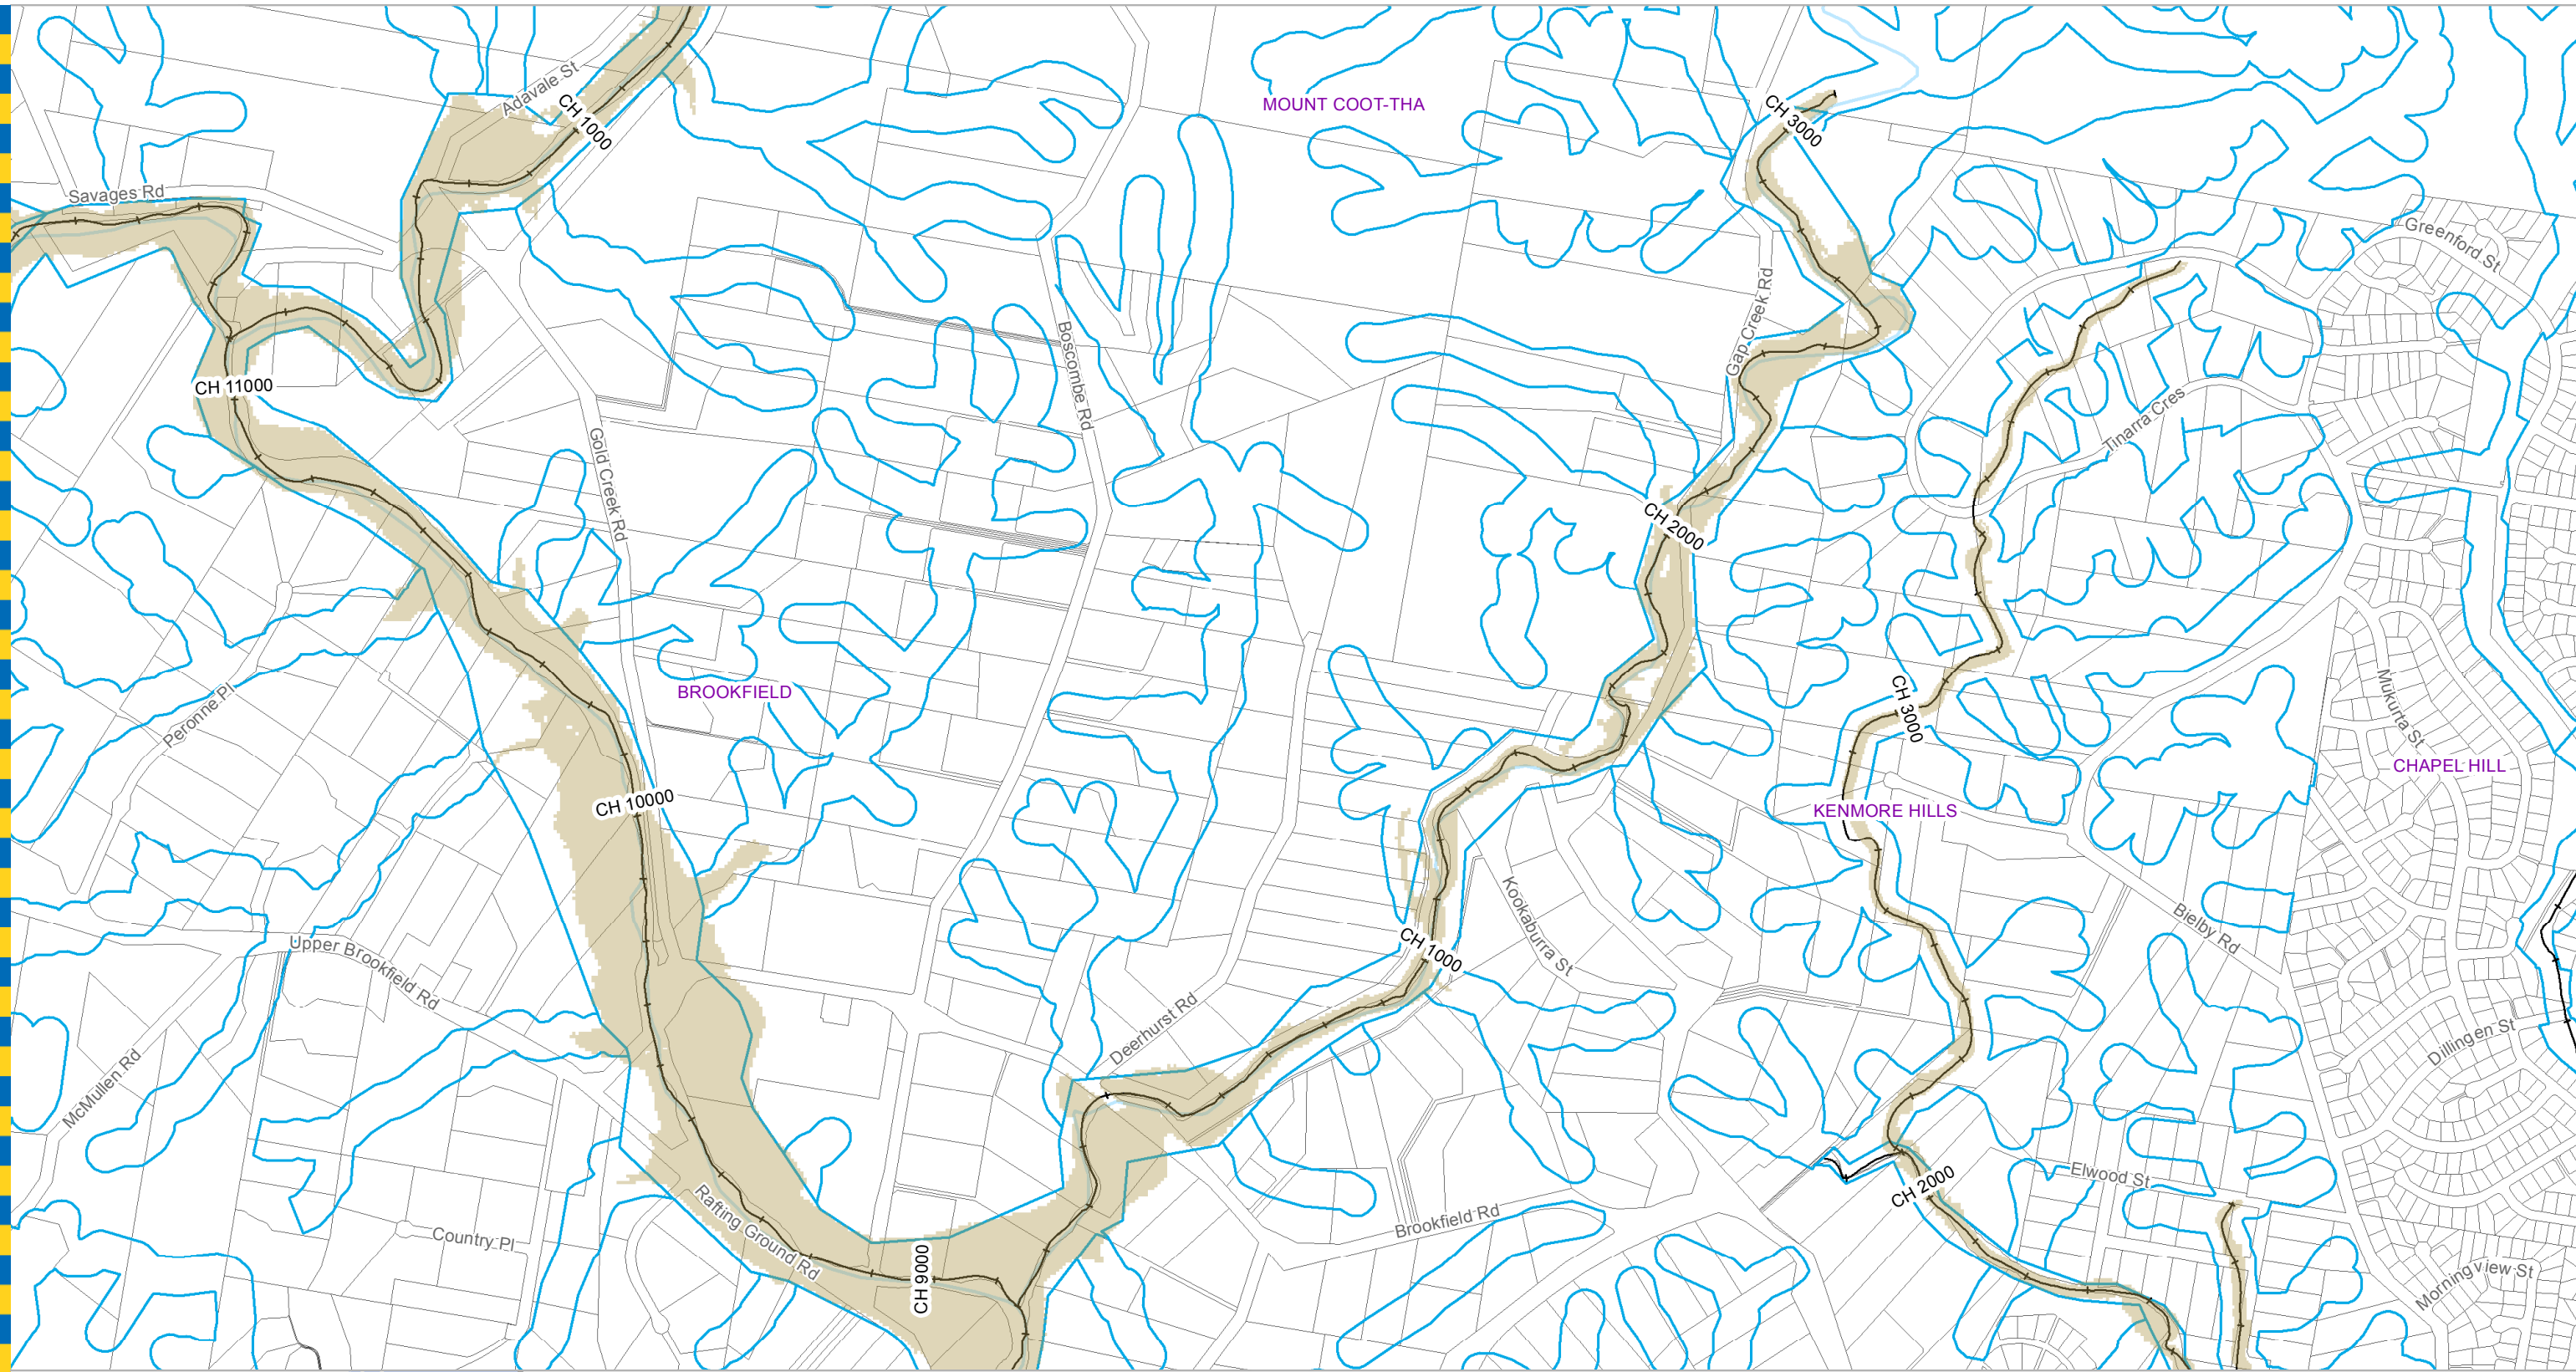 Adavale St
CH 1000
MOUNT COOT-THA
CH 3000
Savages Rd
Greenford St
Gap Creek Rd
Boscombe Rd
CH 11000
Tinarra Cres
Gold Creek Rd
CH 2000
Peronne Pl
BROOKFIELD
CH 3000
Mukurta St
CHAPEL HILL
CH 10000
KENMORE HILLS
Kookaburra St
Bielby Rd
Upper Brookfield Rd
CH 1000
Deerhurst Rd
Dillingen St
McMullen Rd
Elwood St
CH 2000
Rafting Ground Rd
Brookfield Rd
Country Pl
CH 9000
Morningview St